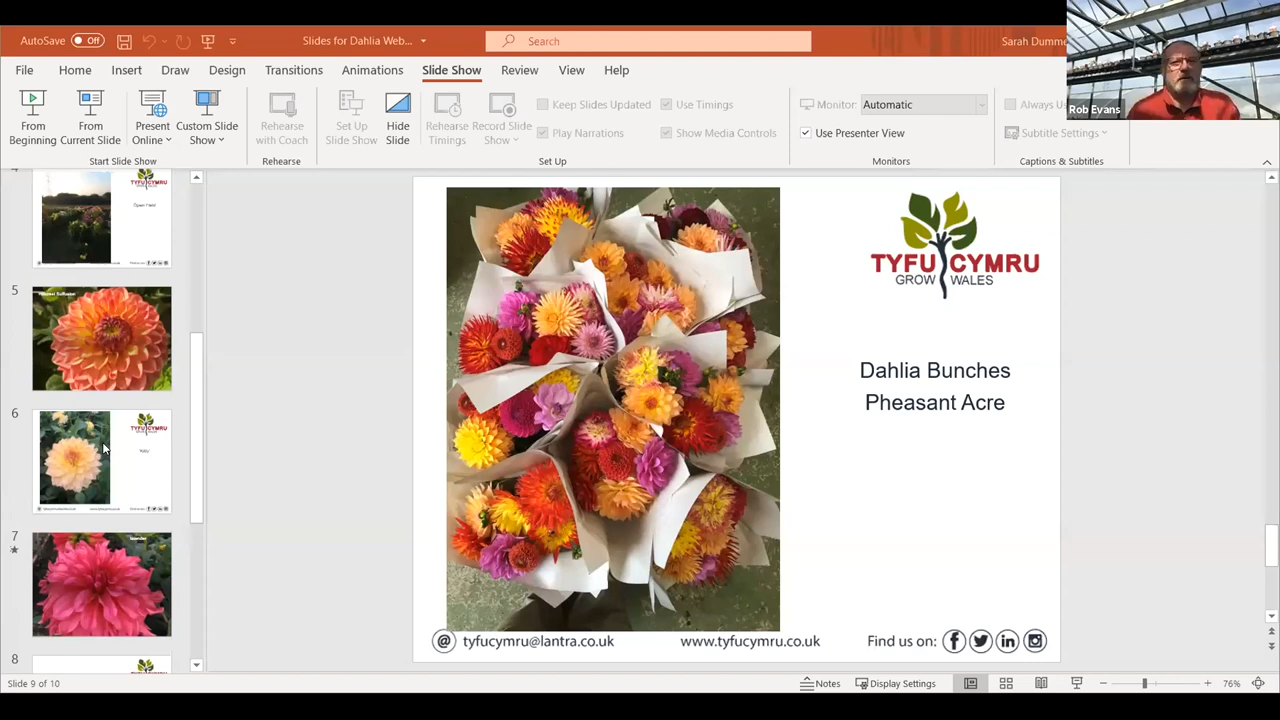 AutoSave
Off
Slides for Dahlia Web...
Search
Sarah Dumme
File
Home
Insert
Draw
Design
Transitions
Animations
Slide Show
Review
View
Help
From Beginning
From Current Slide
Present Online
Custom Slide Show
Start Slide Show
Rehearse with Coach
Rehearse
Set Up Slide Show
Hide Slide
Rehearse Timings
Record Slide Show
Keep Slides Updated
Play Narrations
Use Timings
Show Media Controls
Set Up
Monitor:
Automatic
Use Presenter View
Monitors
Always Us
Subtitle Settings
Captions & Subtitles
Rob Evans
4
Open Field
5
6
7
8
TYFU CYMRU
GROW WALES
Dahlia Bunches
Pheasant Acre
tyfucymru@lantra.co.uk
www.tyfucymru.co.uk
Find us on:
Slide 9 of 10
Notes
Display Settings
76%